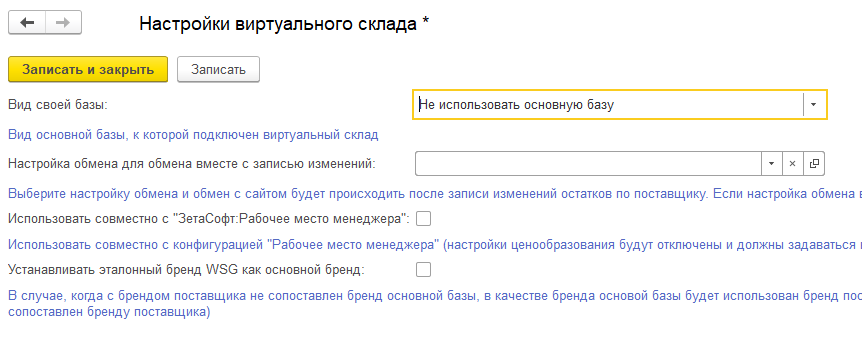 Настройки виртуального склада *
Записать и закрыть Записать
Вид своей базы: Не использовать основную базу
Вид основной базы, к которой подключен виртуальный склад
Настройка обмена для обмена вместе с записью изменений:
Выберите настройку обмена и обмен с сайтом будет происходить после записи изменений остатков по поставщику. Если настройка обмена
Использовать совместно с "ЗетаСофт:Рабочее место менеджера":
Использовать совместно с конфигурацией "Рабочее место менеджера" (настройки ценообразования будут отключены и должны задаваться
Устанавливать эталонный бренд WSG как основной бренд:
В случае, когда с брендом поставщика не сопоставлен бренд основной базы, в качестве бренда основой базы будет использован бренд
сопоставлен бренду поставщика)